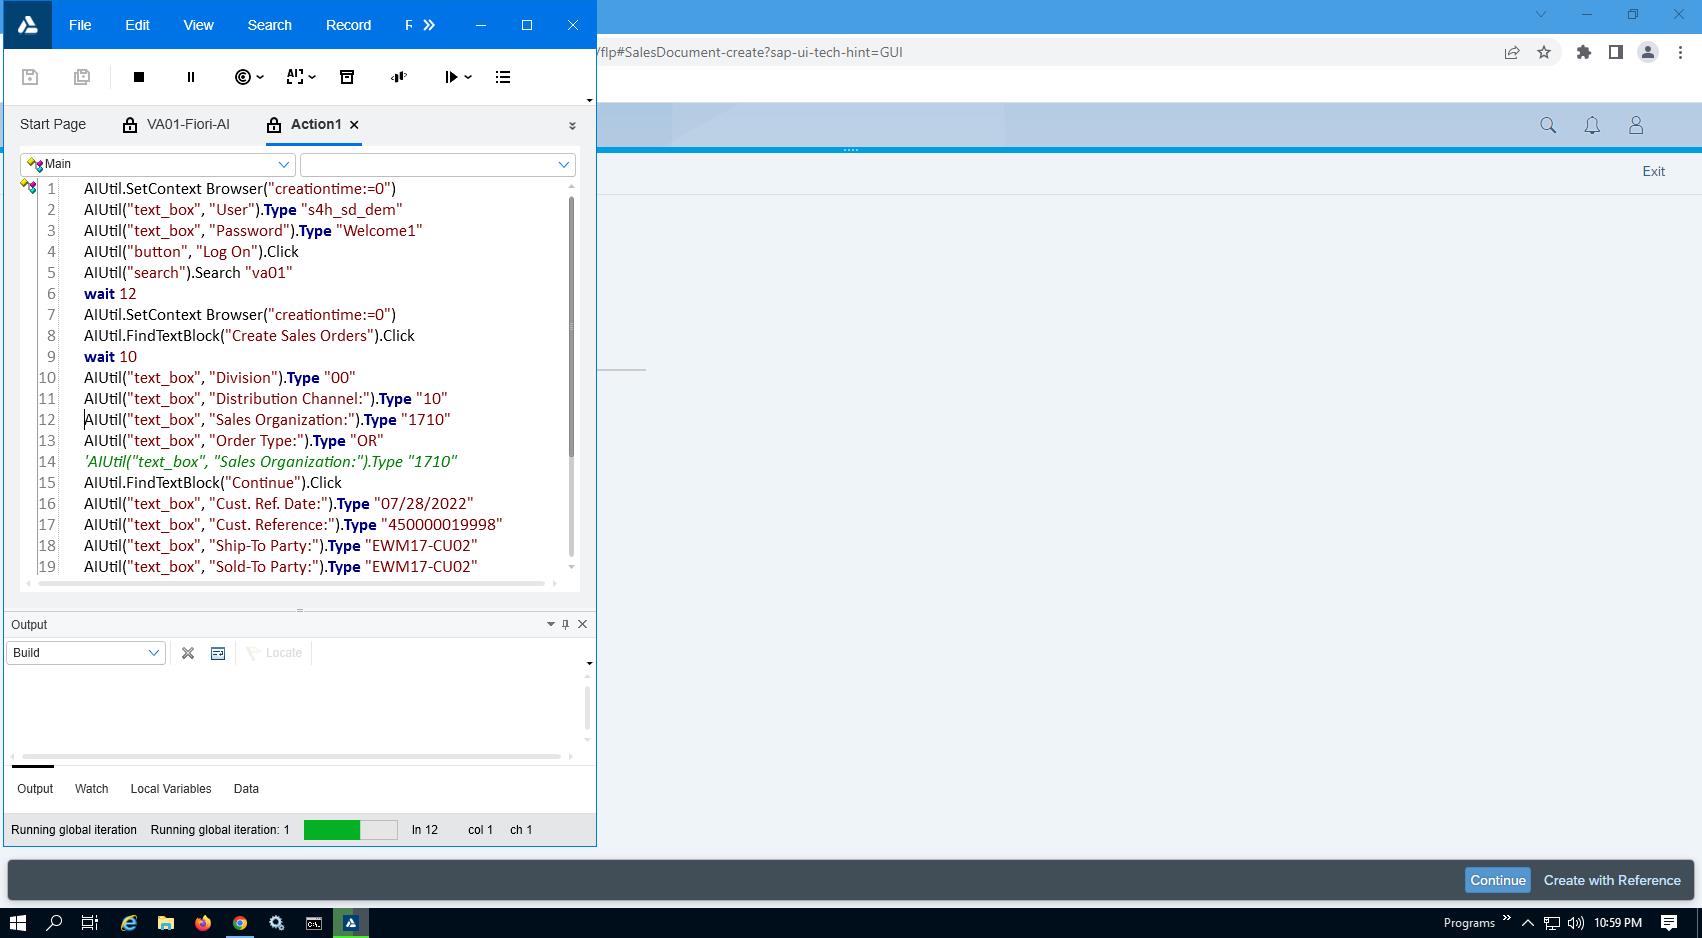 File Edit View Search Record
/flp#SalesDocument-create?sap-ui-tech-hint=GUI
Start Page VA01-Fiori-AI Action1
Main
Exit
1 AIUtil.SetContext Browser("creationtime:=0")
2 AIUtil("text_box", "User").Type "s4h_sd_dem"
3 AIUtil("text_box", "Password").Type "Welcome1"
4 AIUtil("button", "Log On").Click
5 AIUtil("search").Search "va01"
6 wait 12
7 AIUtil.SetContext Browser("creationtime:=0")
8 AIUtil.FindTextBlock("Create Sales Orders").Click
9 wait 10
10 AIUtil("text_box", "Division").Type "00"
11 AIUtil("text_box", "Distribution Channel:").Type "10"
12 AIUtil("text_box", "Sales Organization:").Type "1710"
13 AIUtil("text_box", "Order Type:").Type "OR"
14 'AIUtil("text_box", "Sales Organization:").Type "1710"
15 AIUtil.FindTextBlock("Continue").Click
16 AIUtil("text_box", "Cust. Ref. Date:").Type "07/28/2022"
17 AIUtil("text_box", "Cust. Reference:").Type "450000019998"
18 AIUtil("text_box", "Ship-To Party:").Type "EWM17-CU02"
19 AIUtil("text_box", "Sold-To Party:").Type "EWM17-CU02"
Output
Build Locate
Output Watch Local Variables Data
Running global iteration Running global iteration: 1 ln 12 col 1 ch 1
Continue Create with Reference
Programs 10:59 PM